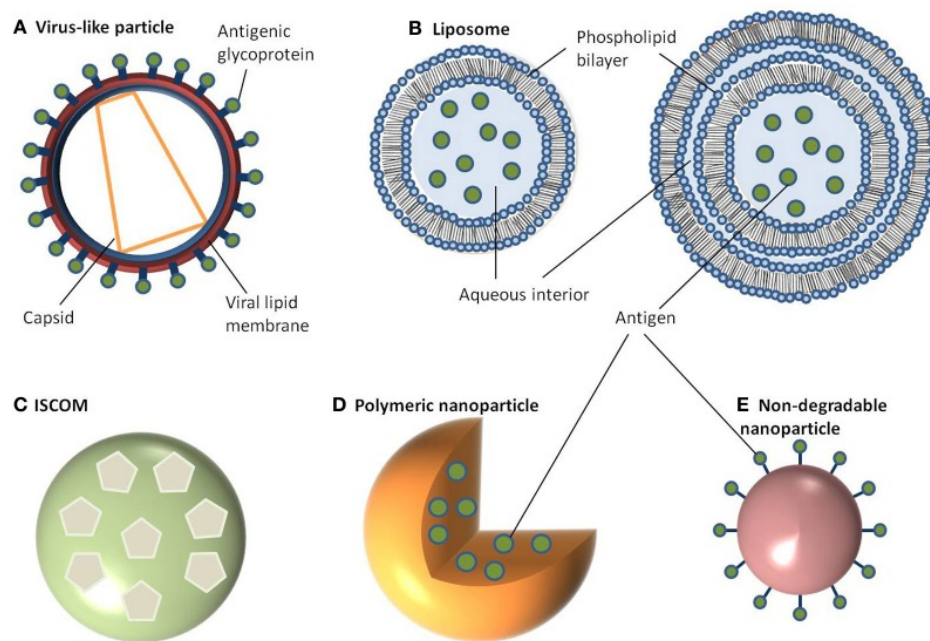 A Virus-like particle
Antigenic
glycoprotein
Capsid
Viral lipid
membrane
B Liposome
Phospholipid
bilayer
Aqueous interior
Antigen
C ISCOM
D Polymeric nanoparticle
E Non-degradable
nanoparticle